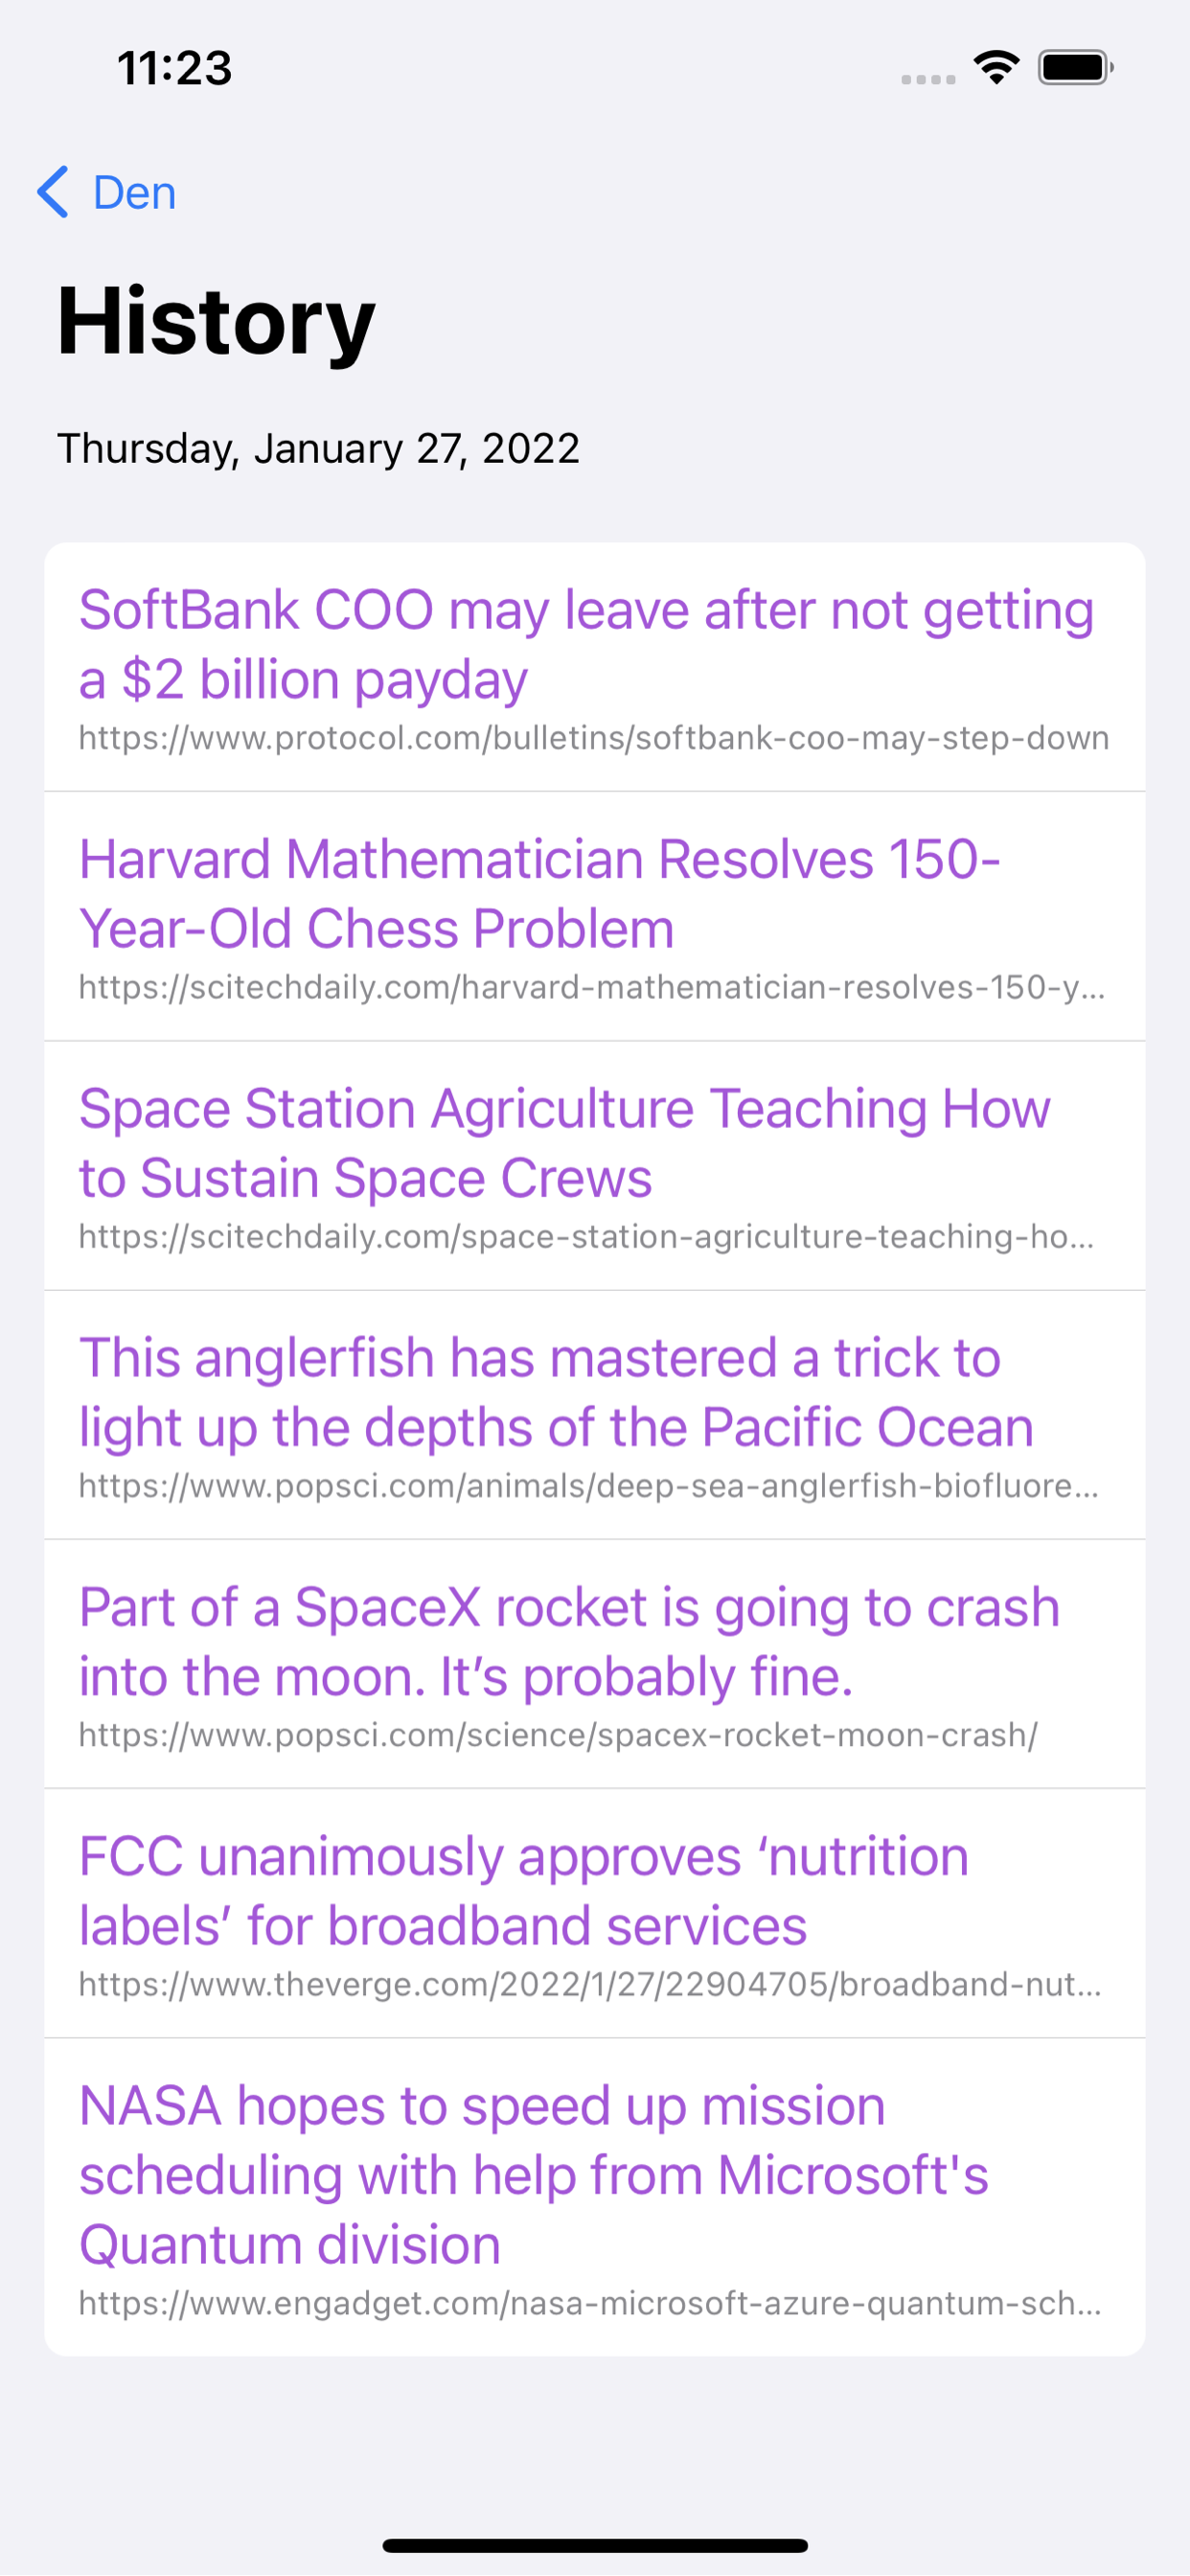 11:23
Den
History
Thursday, January 27, 2022
SoftBank COO may leave after not getting
a $2 billion payday
https://www.protocol.com/bulletins/softbank-coo-may-step-down
Harvard Mathematician Resolves 150-
Year-Old Chess Problem
https://scitechdaily.com/harvard-mathematician-resolves-150-y...
Space Station Agriculture Teaching How
to Sustain Space Crews
https://scitechdaily.com/space-station-agriculture-teaching-ho...
This anglerfish has mastered a trick to
light up the depths of the Pacific Ocean
https://www.popsci.com/animals/deep-sea-anglerfish-biofluore...
Part of a SpaceX rocket is going to crash
into the moon. It’s probably fine.
https://www.popsci.com/science/spacex-rocket-moon-crash/
FCC unanimously approves ‘nutrition
labels’ for broadband services
https://www.theverge.com/2022/1/27/22904705/broadband-nut...
NASA hopes to speed up mission
scheduling with help from Microsoft's
Quantum division
https://www.engadget.com/nasa-microsoft-azure-quantum-sch...